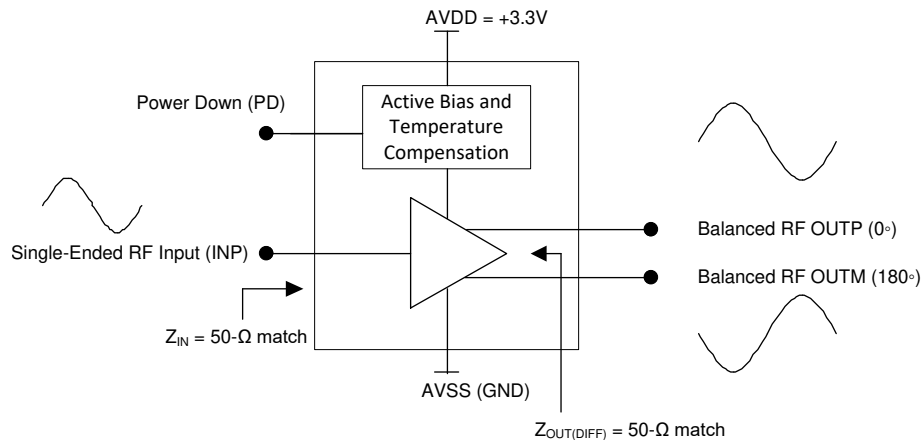 AVDD = +3.3V
Power Down (PD)
Active Bias and
Temperature
Compensation
Single-Ended RF Input (INP)
Balanced RF OUTP (0◦)
Balanced RF OUTM (180◦)
ZIN = 50-Ω match
AVSS (GND)
ZOUT(DIFF) = 50-Ω match